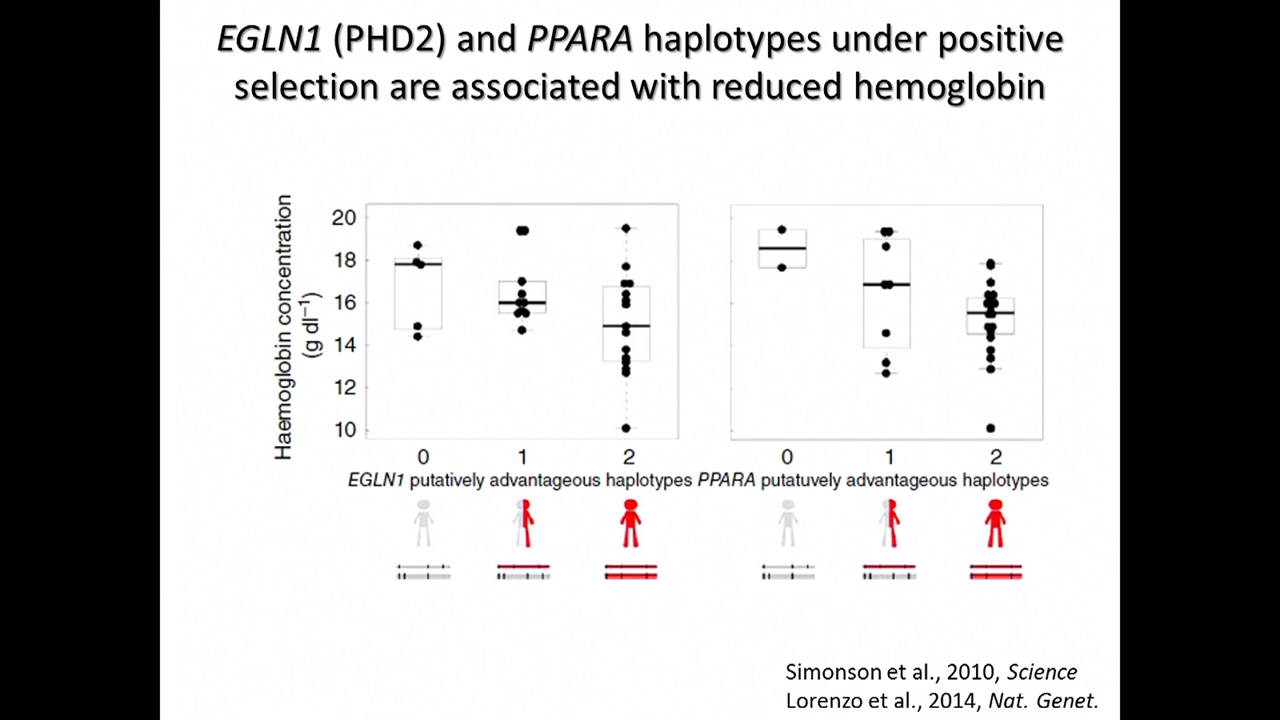 EGLN1 (PHD2) and PPARA haplotypes under positive
selection are associated with reduced hemoglobin
Haemoglobin concentration
(g dl⁻¹)
20
18
16
14
12
10
0 1 2
0 1 2
EGLN1 putatively advantageous haplotypes
PPARA putatuvely advantageous haplotypes
Simonson et al., 2010, Science
Lorenzo et al., 2014, Nat. Genet.